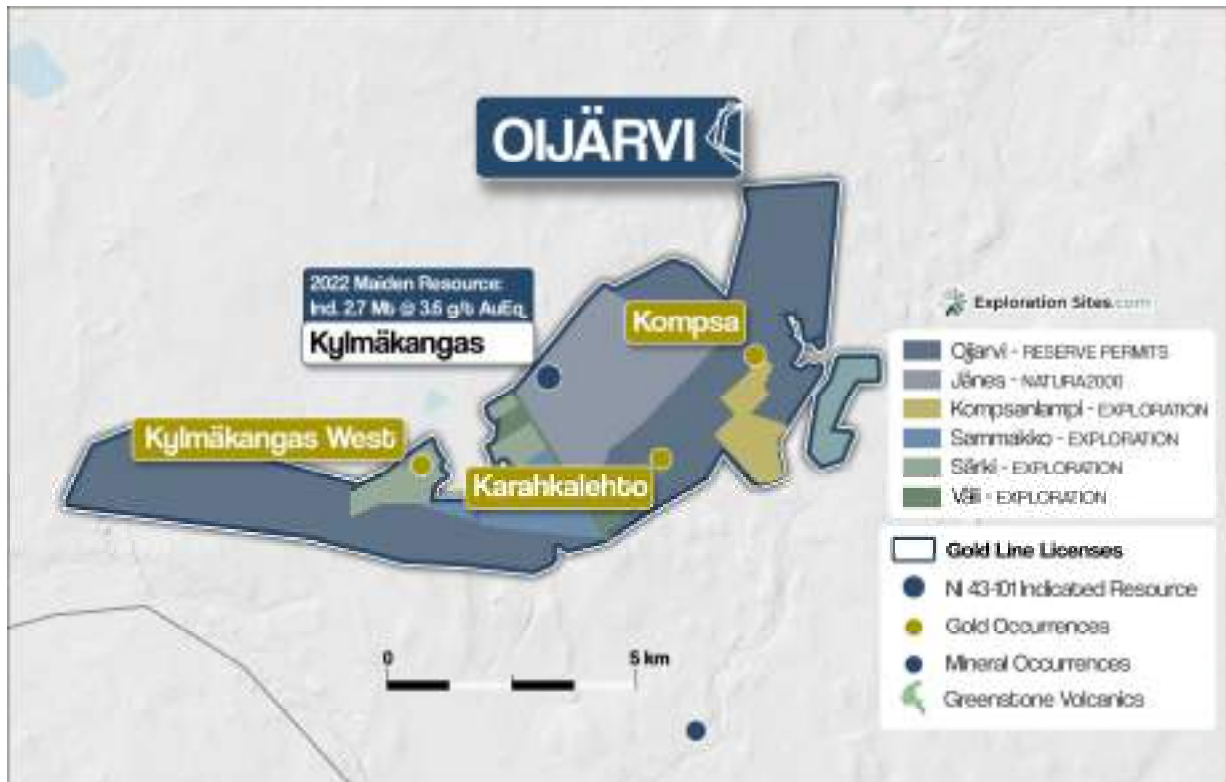 OIJÄRVI
2022 Maiden Resource:
Ind. 2.7 Mt @ 3.5 g/t AuEq
Kylmäkangas
Kompsa
Kylmäkangas West
Karahkalehto
0 5 km
Exploration Sites.com
Oijarvi - RESERVE PERMITS
Jänes - NATURA2000
Kompsanlampi - EXPLORATION
Sammakko - EXPLORATION
Särki - EXPLORATION
Väli - EXPLORATION
Gold Line Licenses
NI 43-101 Indicated Resource
Gold Occurrences
Mineral Occurrences
Greenstone Volcanics